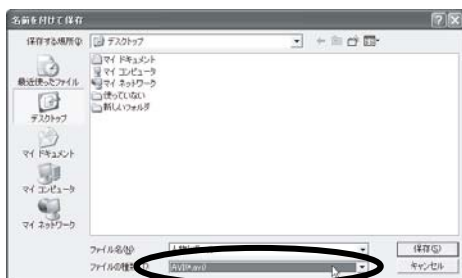 名前を付けて保存
保存する場所(I): デスクトップ
マイ ドキュメント
マイ コンピュータ
マイ ネットワーク
使っていない
新しいフォルダ
最近使ったファイル
デスクトップ
マイ ドキュメント
マイ コンピュータ
マイ ネットワーク
ファイル名(N):
保存(S)
ファイルの種類(T):
キャンセル